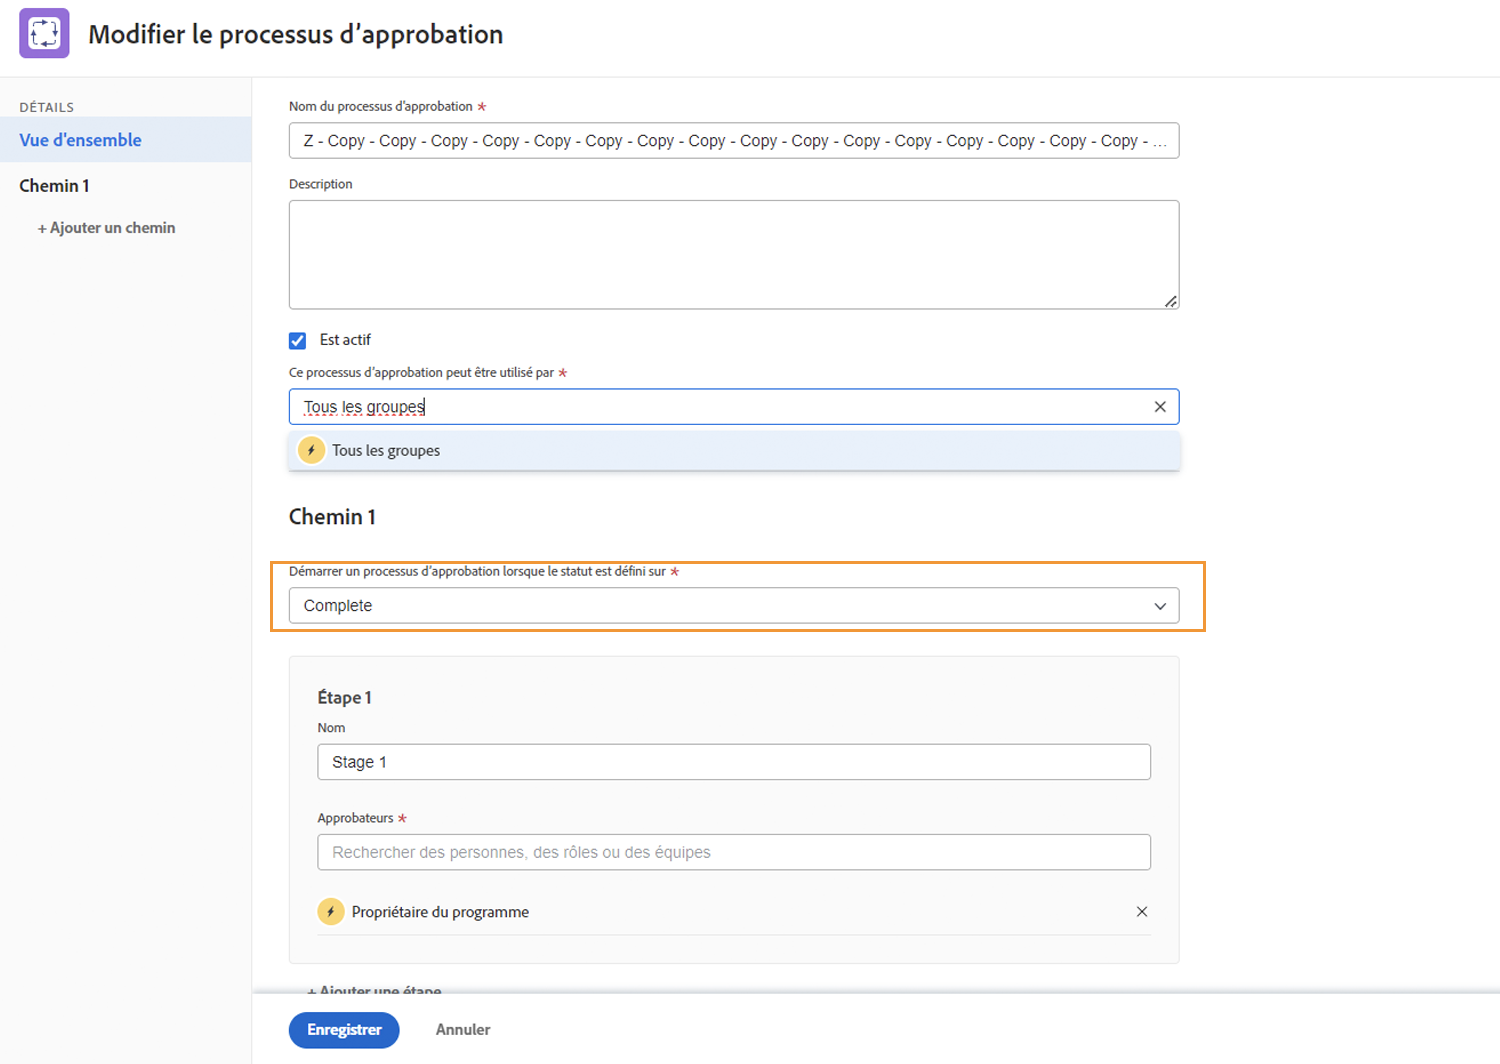 Modifier le processus d’approbation
DÉTAILS
Vue d'ensemble
Chemin 1
+ Ajouter un chemin
Nom du processus d'approbation *
Z - Copy - Copy - Copy - Copy - Copy - Copy - Copy - Copy - Copy - Copy - Copy - Copy - Copy - Copy - Copy - Copy - ...
Description
Est actif
Ce processus d’approbation peut être utilisé par *
Tous les groupes
Tous les groupes
Chemin 1
Démarrer un processus d’approbation lorsque le statut est défini sur *
Complete
Étape 1
Nom
Stage 1
Approbateurs *
Rechercher des personnes, des rôles ou des équipes
Propriétaire du programme
+ Ajouter une étape
Enregistrer
Annuler